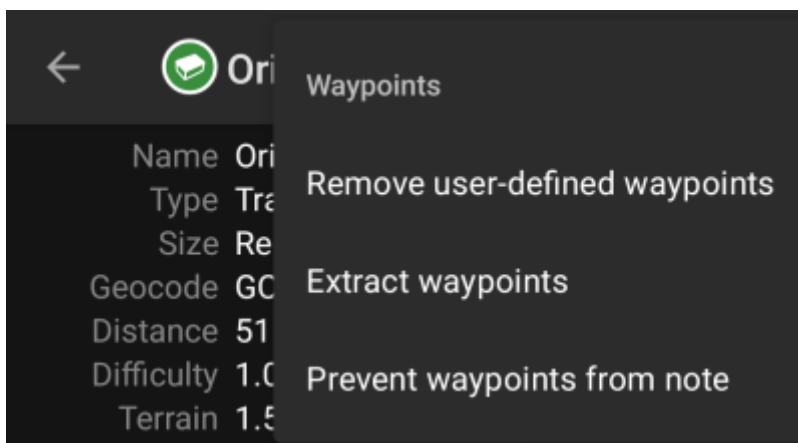 Ori
Name Ori
Type Tra
Size Re
Geocode GC
Distance 51
Difficulty 1.0
Terrain 1.5
Waypoints
Remove user-defined waypoints
Extract waypoints
Prevent waypoints from note